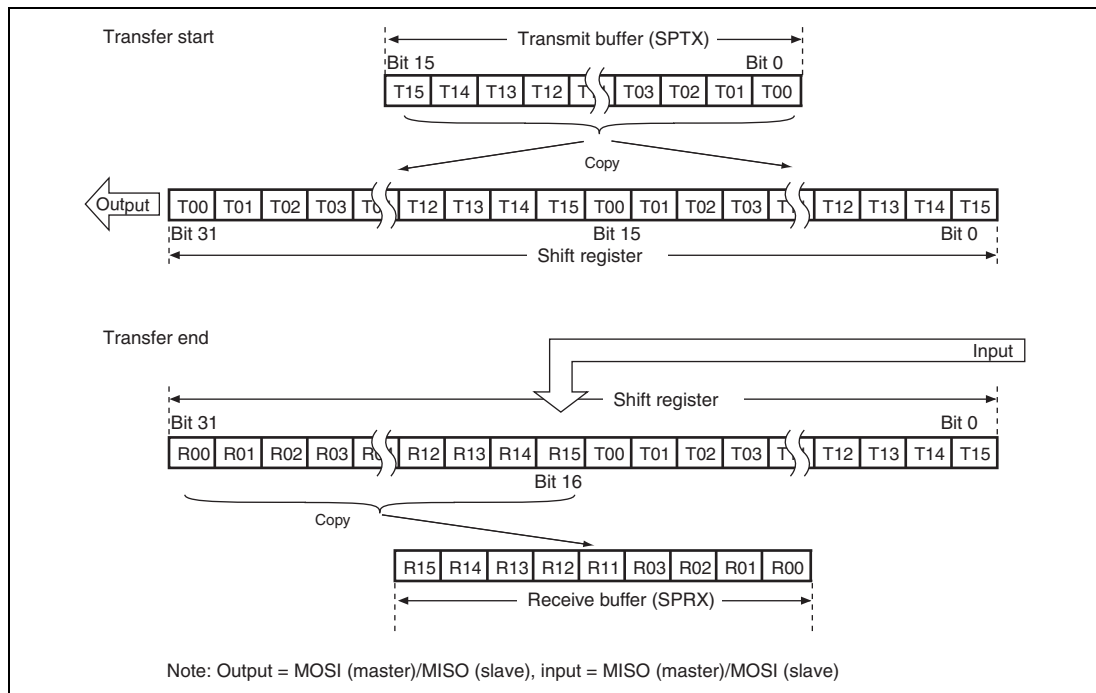 Transfer start
Transmit buffer (SPTX)
Bit 15 Bit 0
T15 T14 T13 T12 T03 T02 T01 T00
Copy
Output
T00 T01 T02 T03 T12 T13 T14 T15 T00 T01 T02 T03 T12 T13 T14 T15
Bit 31 Bit 15 Bit 0
Shift register
Transfer end
Input
Shift register
Bit 31 Bit 0
R00 R01 R02 R03 R12 R13 R14 R15 T00 T01 T02 T03 T12 T13 T14 T15
Bit 16
Copy
R15 R14 R13 R12 R11 R03 R02 R01 R00
Receive buffer (SPRX)
Note: Output = MOSI (master)/MISO (slave), input = MISO (master)/MOSI (slave)